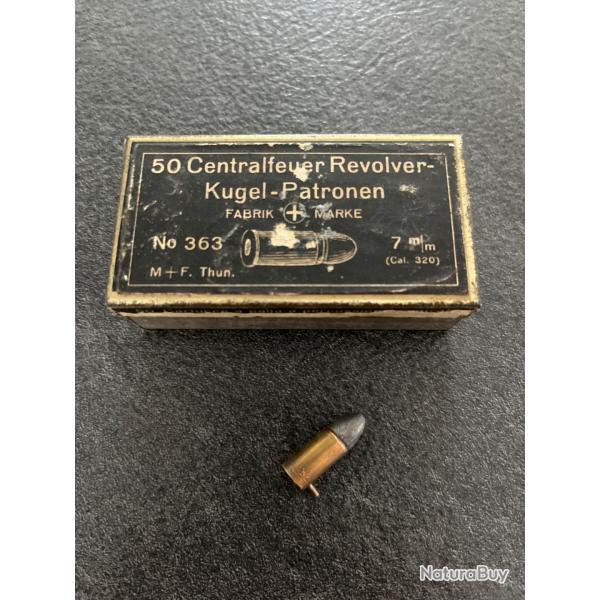 50 Centralfeuer Revolver-
Kugel-Patronen
FABRIK MARKE
No 363
7 m/m
(Cal. 320)
M+F. Thun.
NaturaBuy